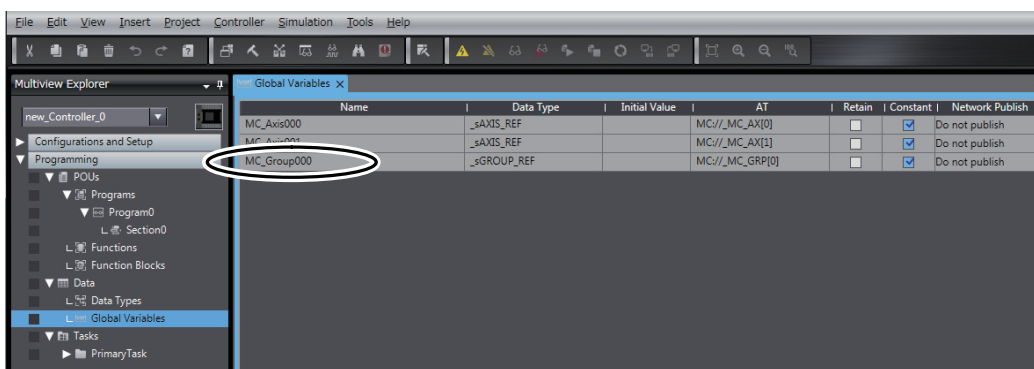 File Edit View Insert Project Controller Simulation Tools Help
Multiview Explorer
Global Variables
new_Controller_0
Name Data Type Initial Value AT Retain Constant Network Publish
MC_Axis000 _sAXIS_REF MC://_MC_AX[0] Do not publish
MC_Axis001 _sAXIS_REF MC://_MC_AX[1] Do not publish
MC_Group000 _sGROUP_REF MC://_MC_GRP[0] Do not publish
Configurations and Setup
Programming
POUs
Programs
Program0
Section0
Functions
Function Blocks
Data
Data Types
Global Variables
Tasks
PrimaryTask